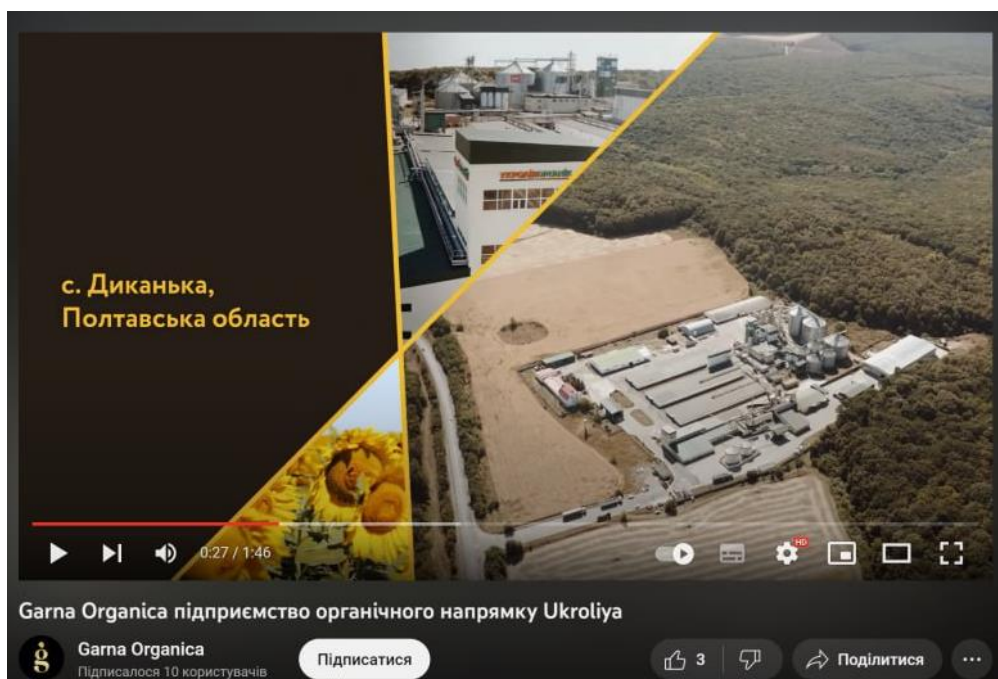 с. Диканька,
Полтавська область
0:27 / 1:46
HD
Garna Organica підприємство органічного напрямку Ukroliya
Garna Organica
Підписалося 10 користувачів
Підписатися
3
Поділитися